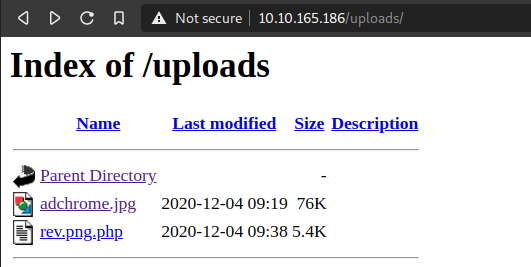 Not secure | 10.10.165.186/uploads/
Index of /uploads
Name Last modified Size Description
Parent Directory -
adchrome.jpg 2020-12-04 09:19 76K
rev.png.php 2020-12-04 09:38 5.4K